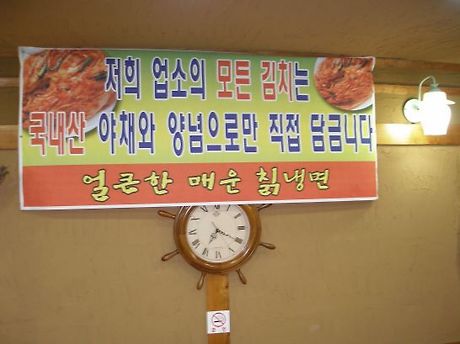 저희 업소의 모든 김치는
국내산 야채와 양념으로만 직접 담금니다
얼큰한 매운 칡냉면